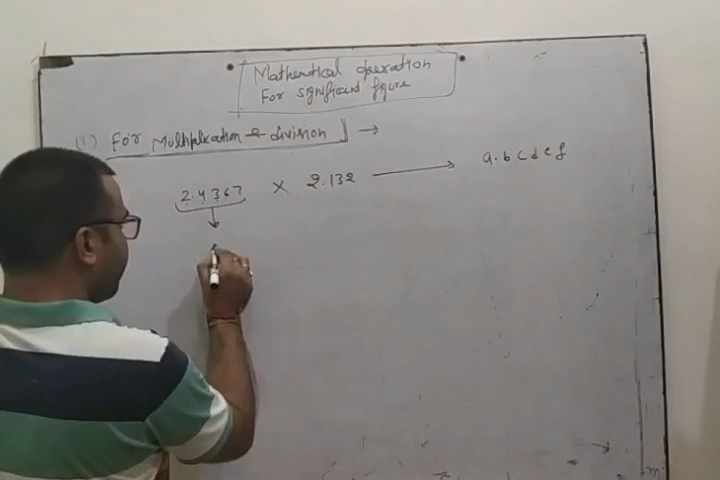 Mathematical operation
For significant figure
(1) For Multiplication & division →
2.4367 × 2.132 → a.bcdef
m